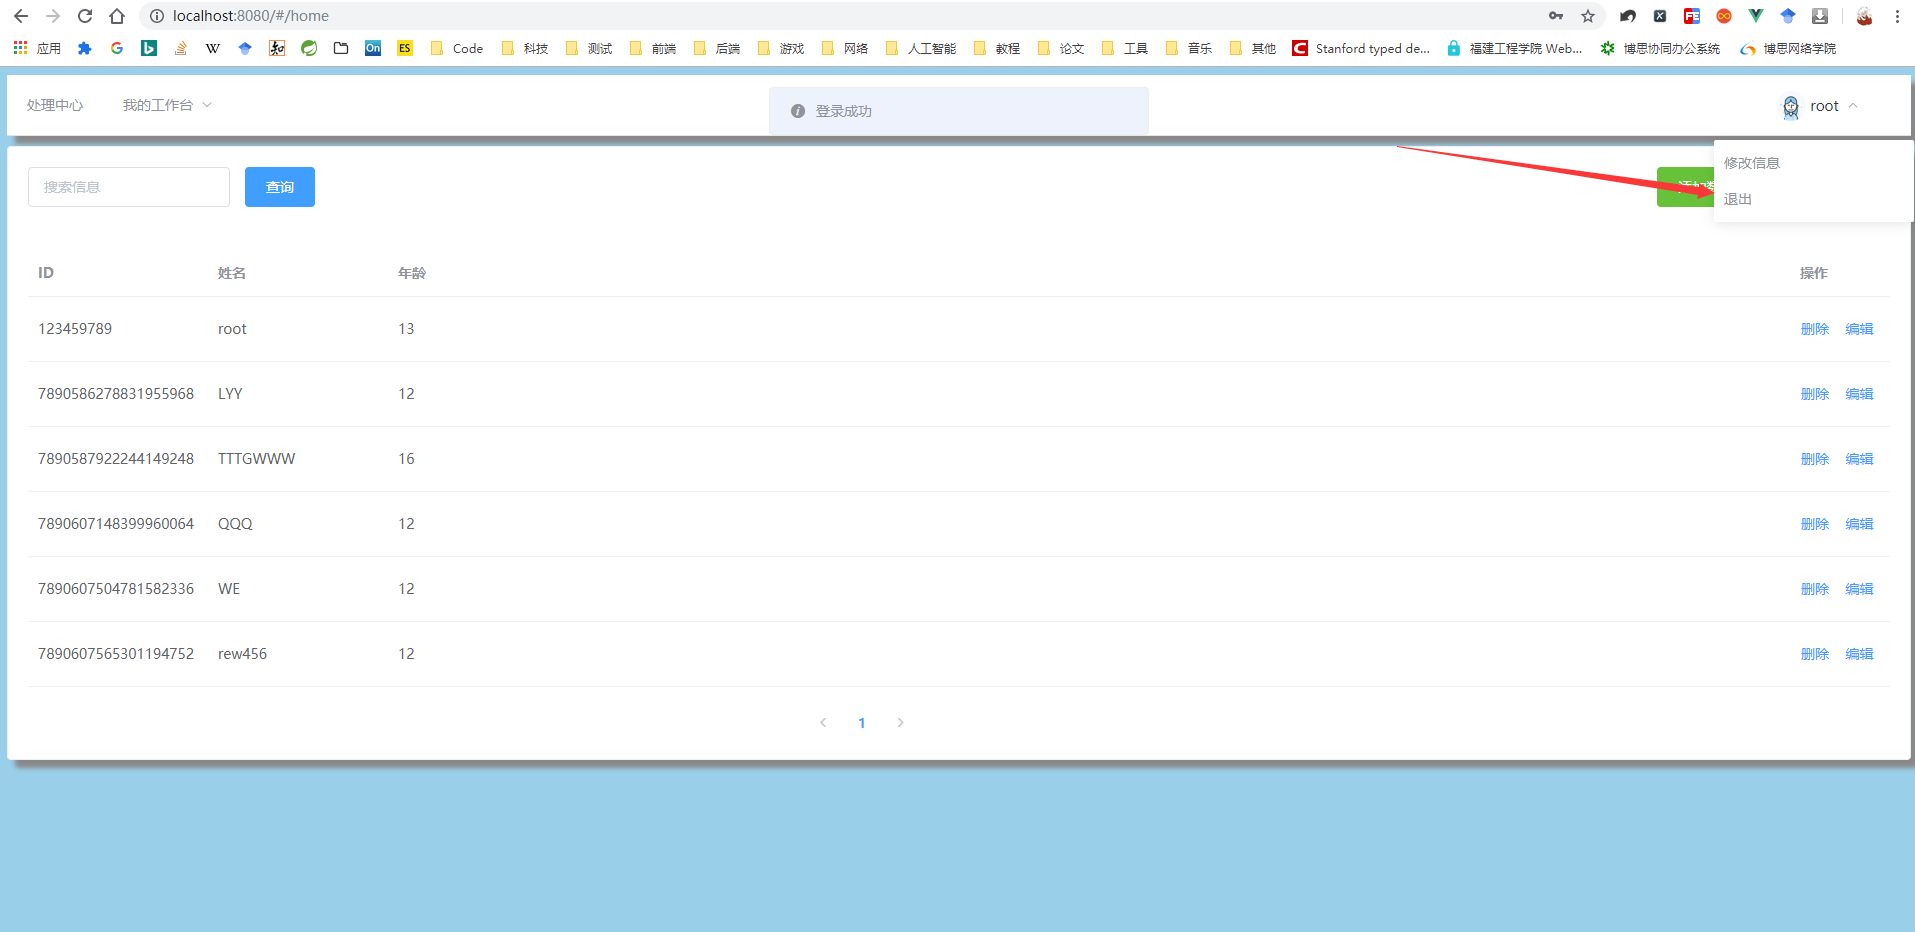 localhost:8080/#/home
应用 G W On ES Code 科技 测试 前端 后端 游戏 网络 人工智能 教程 论文 工具 音乐 其他 Stanford typed de... 福建工程学院 Web... 博思协同办公系统 博思网络学院
处理中心 我的工作台 登录成功 root
修改信息
搜索信息 查询 添加
退出
ID 姓名 年龄 操作
123459789 root 13 删除 编辑
7890586278831955968 LYY 12 删除 编辑
7890587922244149248 TTTGWWW 16 删除 编辑
7890607148399960064 QQQ 12 删除 编辑
7890607504781582336 WE 12 删除 编辑
7890607565301194752 rew456 12 删除 编辑
1